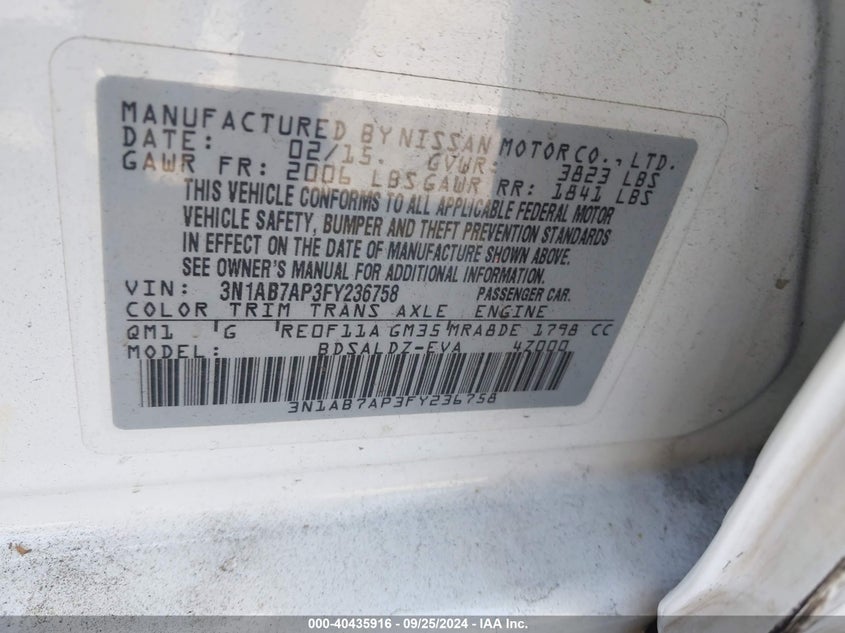 MANUFACTURED BY NISSAN MOTOR CO., LTD.
DATE: 02/15. GVWR: 3823 LBS
GAWR FR: 2006 LBS GAWR RR: 1841 LBS
THIS VEHICLE CONFORMS TO ALL APPLICABLE FEDERAL MOTOR
VEHICLE SAFETY, BUMPER AND THEFT PREVENTION STANDARDS
IN EFFECT ON THE DATE OF MANUFACTURE SHOWN ABOVE.
SEE OWNER'S MANUAL FOR ADDITIONAL INFORMATION.
VIN: 3N1AB7AP3FY236758 PASSENGER CAR.
COLOR TRIM TRANS AXLE ENGINE
QM1 'G 'RE0F11A GM35'MRA8DE 1798 CC
MODEL: BDSALDZ-EVA 4Z000
3N1AB7AP3FY236758
000-40435916 - 09/25/2024 - IAA Inc.